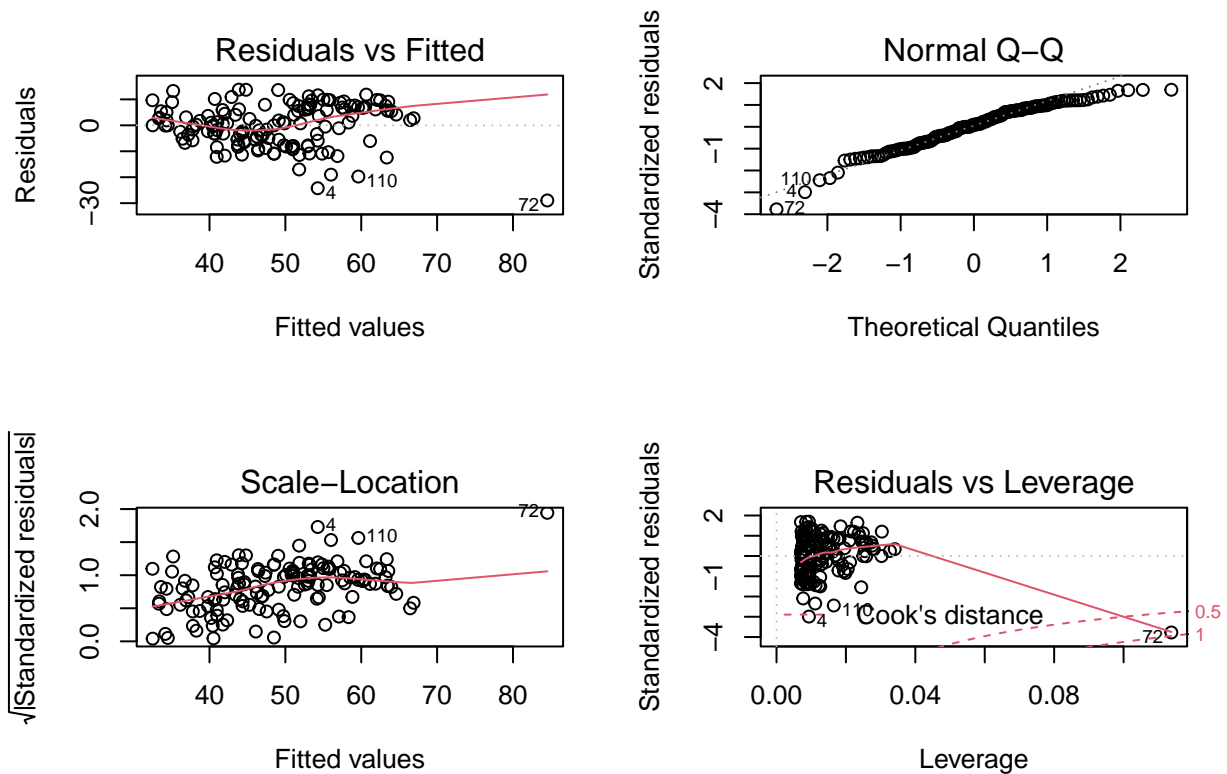 Residuals vs Fitted
Residuals
0
−30
4
110
72
40 50 60 70 80
Fitted values
Normal Q−Q
Standardized residuals
2
−1
−4
110
4
72
−2 −1 0 1 2
Theoretical Quantiles
Scale−Location
√|Standardized residuals|
2.0
1.0
0.0
4
110
72
40 50 60 70 80
Fitted values
Residuals vs Leverage
Standardized residuals
2
−1
−4
110
4
72
Cook's distance
0.5
1
0.00 0.04 0.08
Leverage